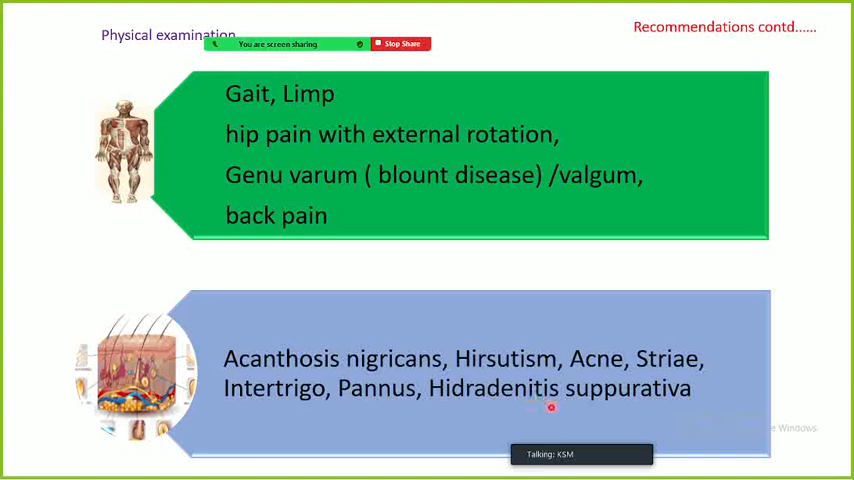 Recommendations contd......
Physical examination
You are screen sharing
Stop Share
Gait, Limp
hip pain with external rotation,
Genu varum ( blount disease) /valgum,
back pain
Acanthosis nigricans, Hirsutism, Acne, Striae,
Intertrigo, Pannus, Hidradenitis suppurativa
Windows
Talking: KSM